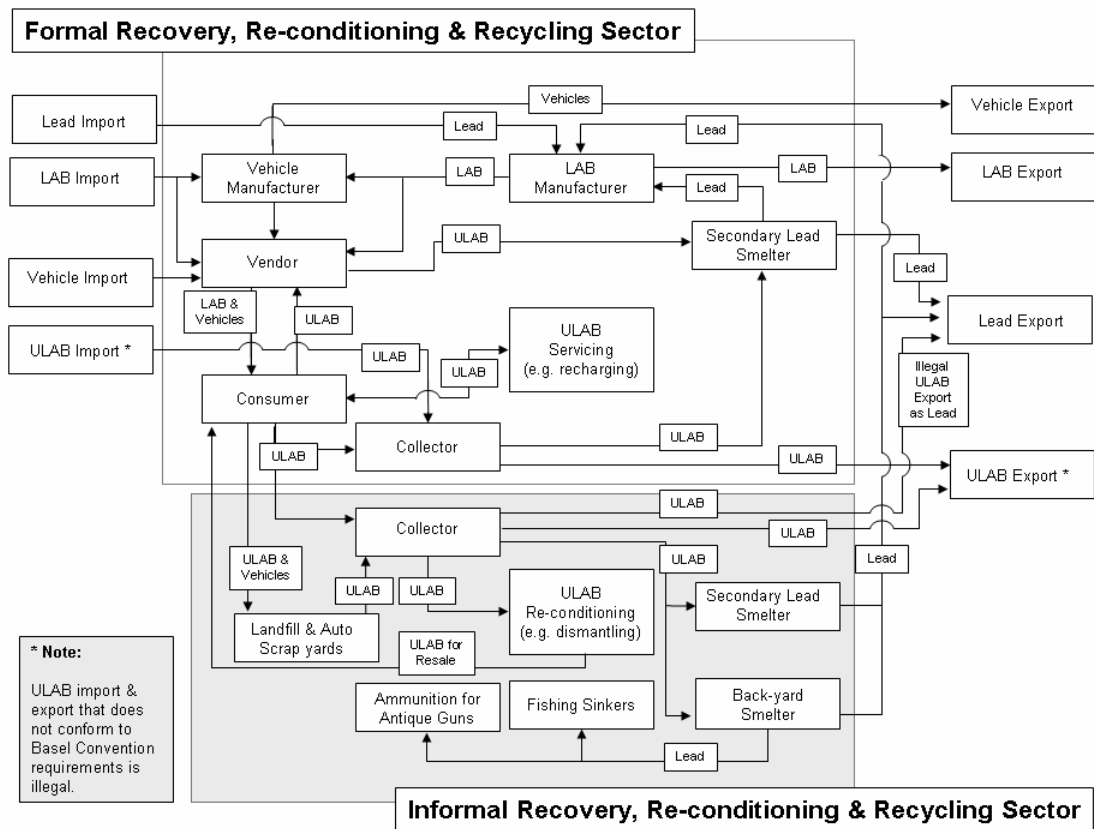 Formal Recovery, Re-conditioning & Recycling Sector
Vehicles
Vehicle Export
Lead Import
Lead
Lead
LAB Import
Vehicle
Manufacturer
LAB
LAB
Manufacturer
LAB
LAB Export
Lead
Vendor
ULAB
Secondary Lead
Smelter
Vehicle Import
Lead
LAB &
Vehicles
ULAB
Lead Export
ULAB Import *
ULAB
ULAB
ULAB
Servicing
(e.g. recharging)
Illegal
ULAB
Export
as Lead
Consumer
ULAB
Collector
ULAB
ULAB
ULAB Export *
ULAB
Collector
ULAB
ULAB &
Vehicles
ULAB
ULAB
ULAB
Lead
ULAB
Re-conditioning
(e.g. dismantling)
Secondary Lead
Smelter
Landfill & Auto
Scrap yards
ULAB for
Resale
* Note:
ULAB import &
export that does
not conform to
Basel Convention
requirements is
illegal.
Ammunition for
Antique Guns
Fishing Sinkers
Back-yard
Smelter
Lead
Informal Recovery, Re-conditioning & Recycling Sector